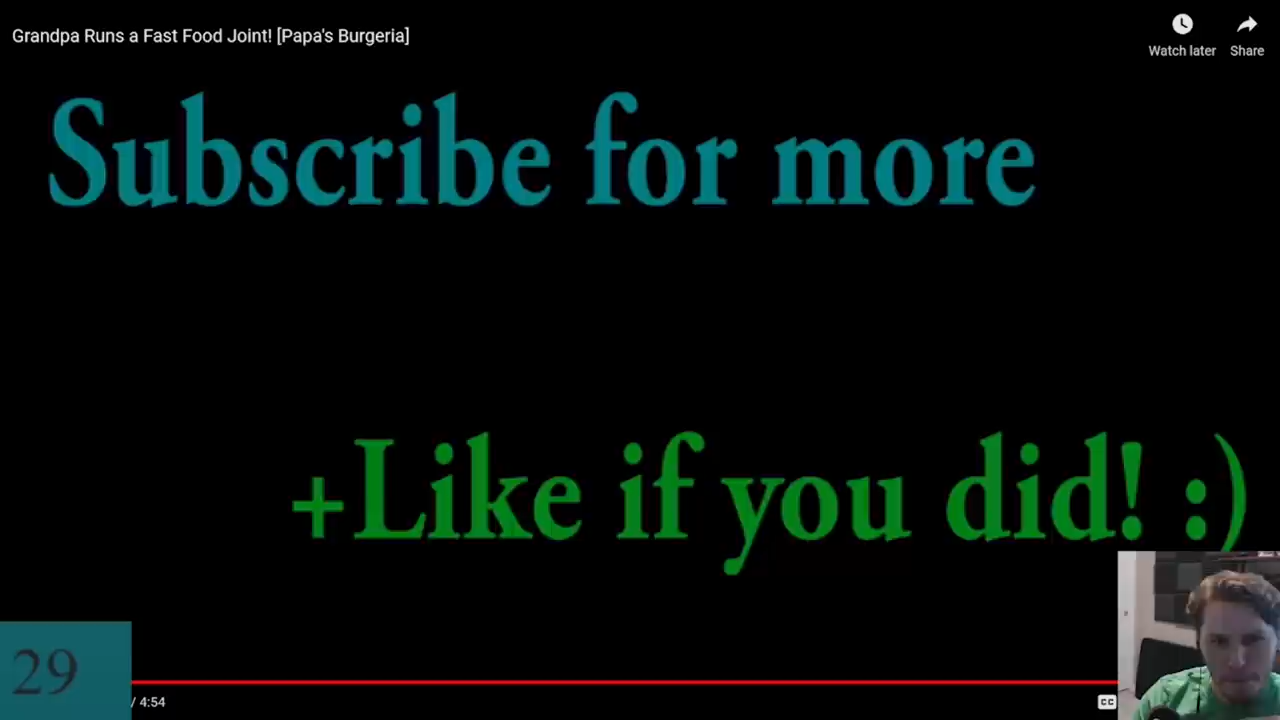 Grandpa Runs a Fast Food Joint! [Papa's Burgeria]
Watch later
Share
Subscribe for more
+Like if you did! :)
29
/ 4:54
CC